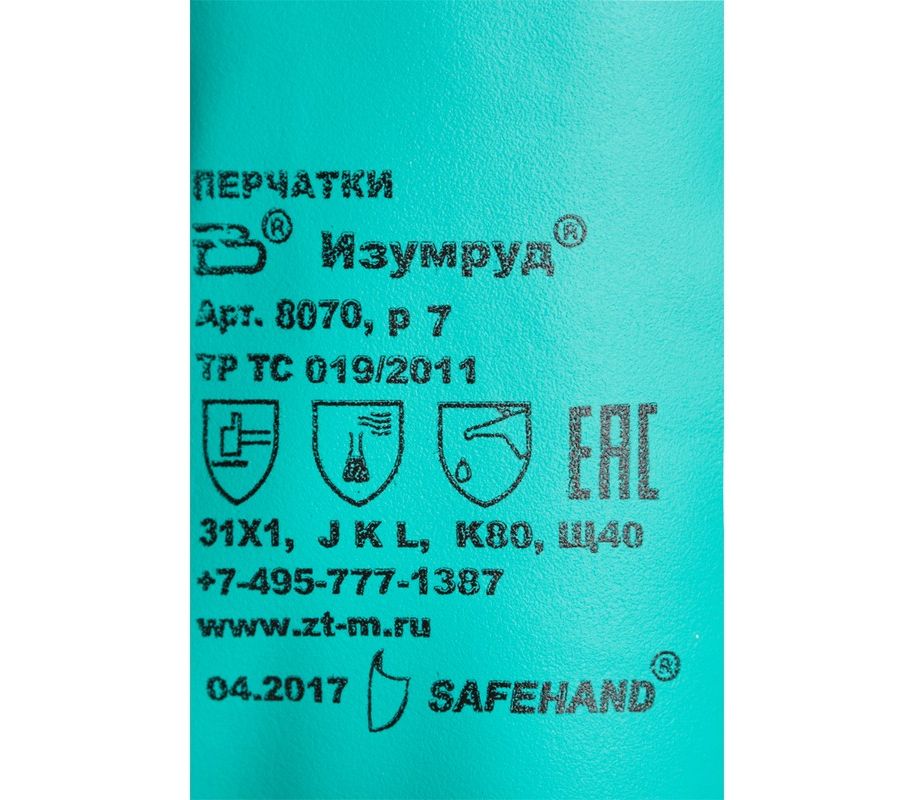 ПЕРЧАТКИ
® Изумруд®
Арт. 8070, р 7
ТР ТС 019/2011
ЕАС
31X1, J K L, К80, Щ40
+7-495-777-1387
www.zt-m.ru
04.2017 SAFEHAND®